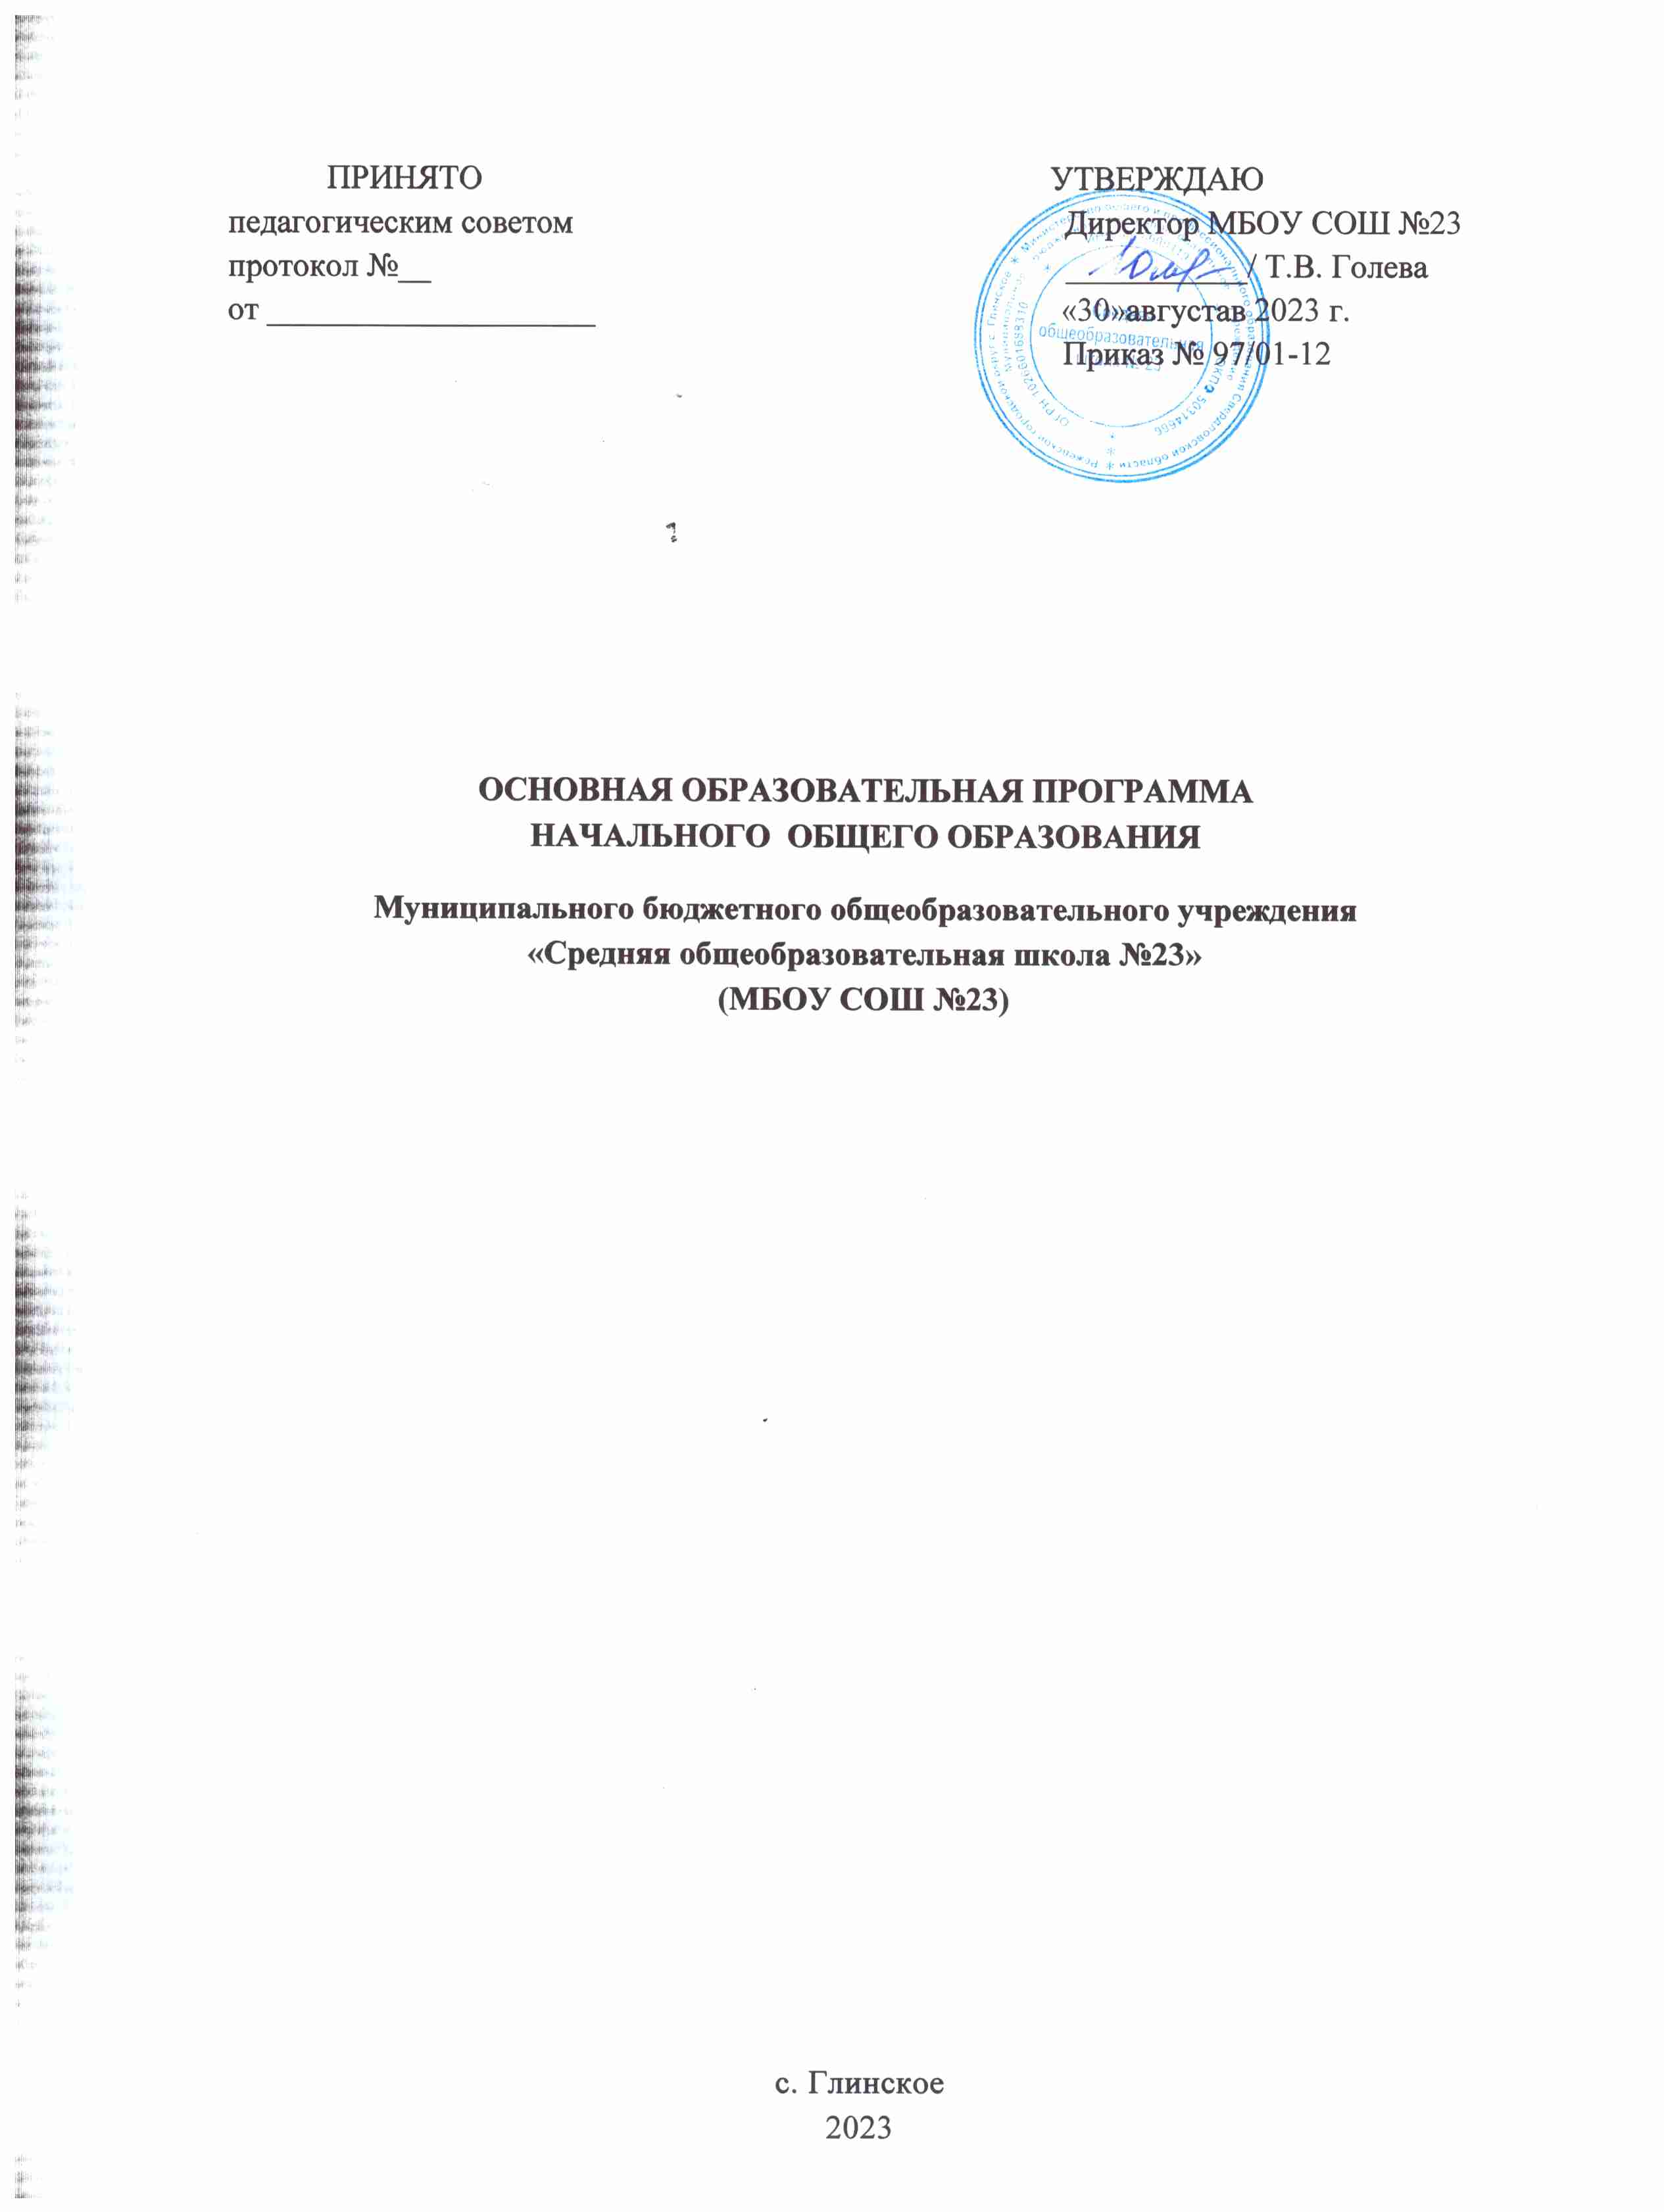 ПРИНЯТО
педагогическим советом
протокол №__
от ____________________
УТВЕРЖДАЮ
Директор МБОУ СОШ №23
___________/ Т.В. Голева
«30»августав 2023 г.
Приказ № 97/01-12
общеобразовательная
ОСНОВНАЯ ОБРАЗОВАТЕЛЬНАЯ ПРОГРАММА
НАЧАЛЬНОГО  ОБЩЕГО ОБРАЗОВАНИЯ
Муниципального бюджетного общеобразовательного учреждения
«Средняя общеобразовательная школа №23»
(МБОУ СОШ №23)
с. Глинское
2023